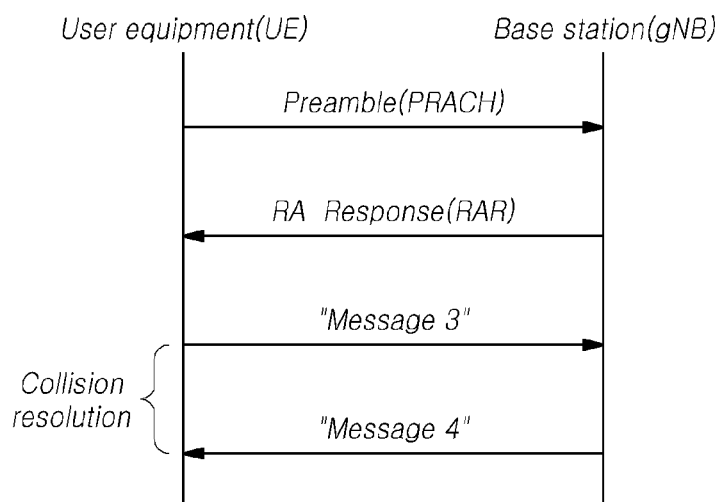 User equipment(UE)
Base station(gNB)
Preamble(PRACH)
RA Response(RAR)
"Message 3"
Collision
resolution
"Message 4"